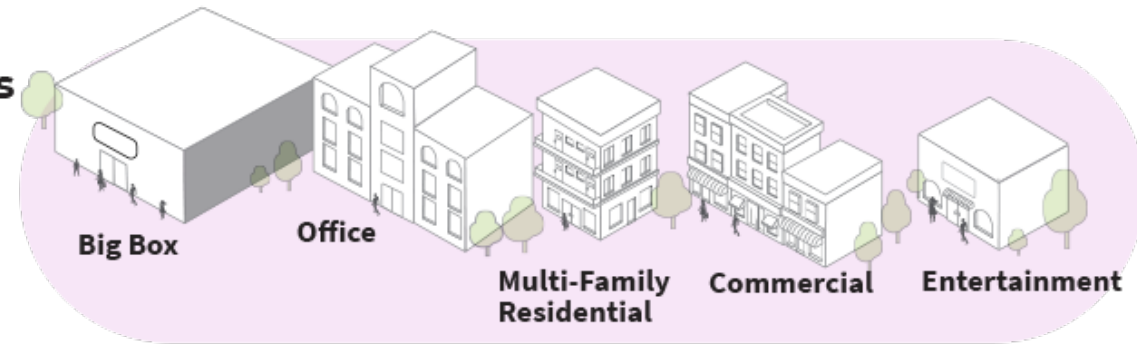 s
Big Box
Office
Multi-Family
Residential
Commercial
Entertainment